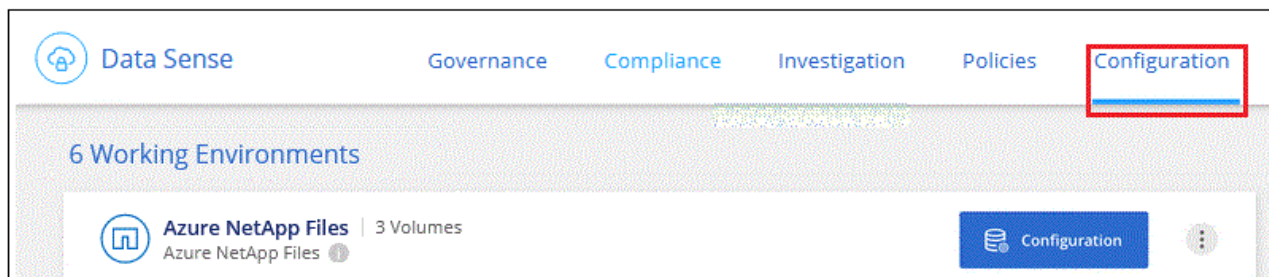 Data Sense Governance Compliance Investigation Policies Configuration
6 Working Environments
Azure NetApp Files | 3 Volumes
Azure NetApp Files
Configuration